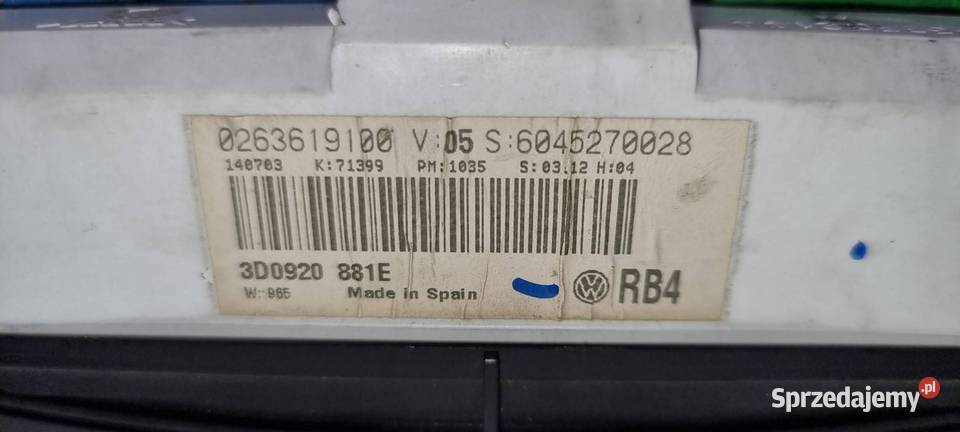 0263619100 V:05 S:6045270028
140703 K:71399 PM:1035 S:03.12 H:04
3D0920 881E
W:965 Made in Spain
VW RB4
Sprzedajemy.pl